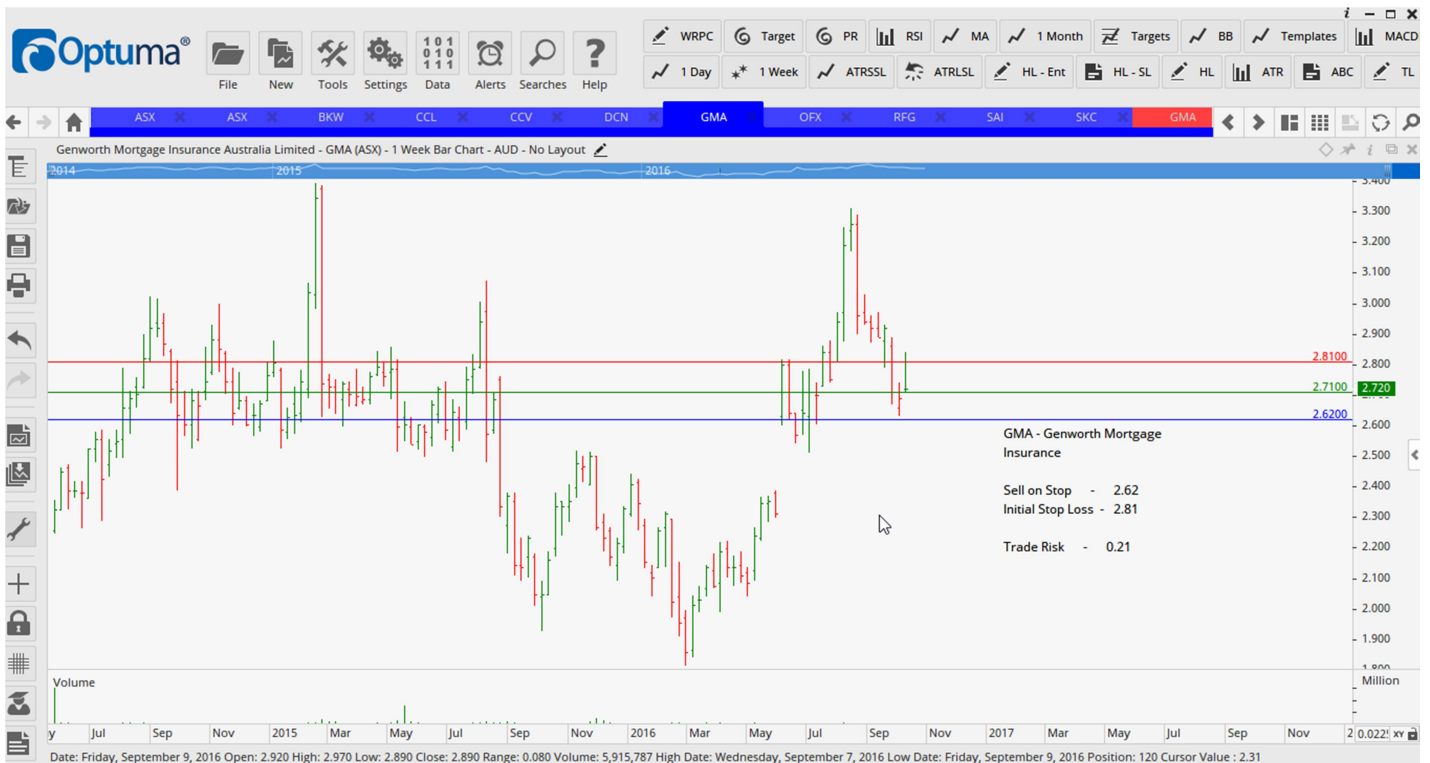 i
Optuma®
WRPC Target PR RSI MA 1 Month Targets BB Templates MACD
1 Day 1 Week ATRSSL ATRLSL HL - Ent HL - SL HL ATR ABC TL
101
010
111
File New Tools Settings Data Alerts Searches Help
ASX ASX BKW CCL CCV DCN GMA OFX RFG SAI SKC GMA
Genworth Mortgage Insurance Australia Limited - GMA (ASX) - 1 Week Bar Chart - AUD - No Layout
2014 2015 2016
3.400
3.300
3.200
3.100
3.000
2.900
2.8100
2.800
2.7100 2.720
2.6200
2.600
GMA - Genworth Mortgage
Insurance
2.500
Sell on Stop - 2.62
2.400
Initial Stop Loss - 2.81
2.300
Trade Risk - 0.21
2.200
2.100
2.000
1.900
1.800
Volume Million
y Jul Sep Nov 2015 Mar May Jul Sep Nov 2016 Mar May Jul Sep Nov 2017 Mar May Jul Sep Nov 2 0.022! XY
Date: Friday, September 9, 2016 Open: 2.920 High: 2.970 Low: 2.890 Close: 2.890 Range: 0.080 Volume: 5,915,787 High Date: Wednesday, September 7, 2016 Low Date: Friday, September 9, 2016 Position: 120 Cursor Value : 2.31